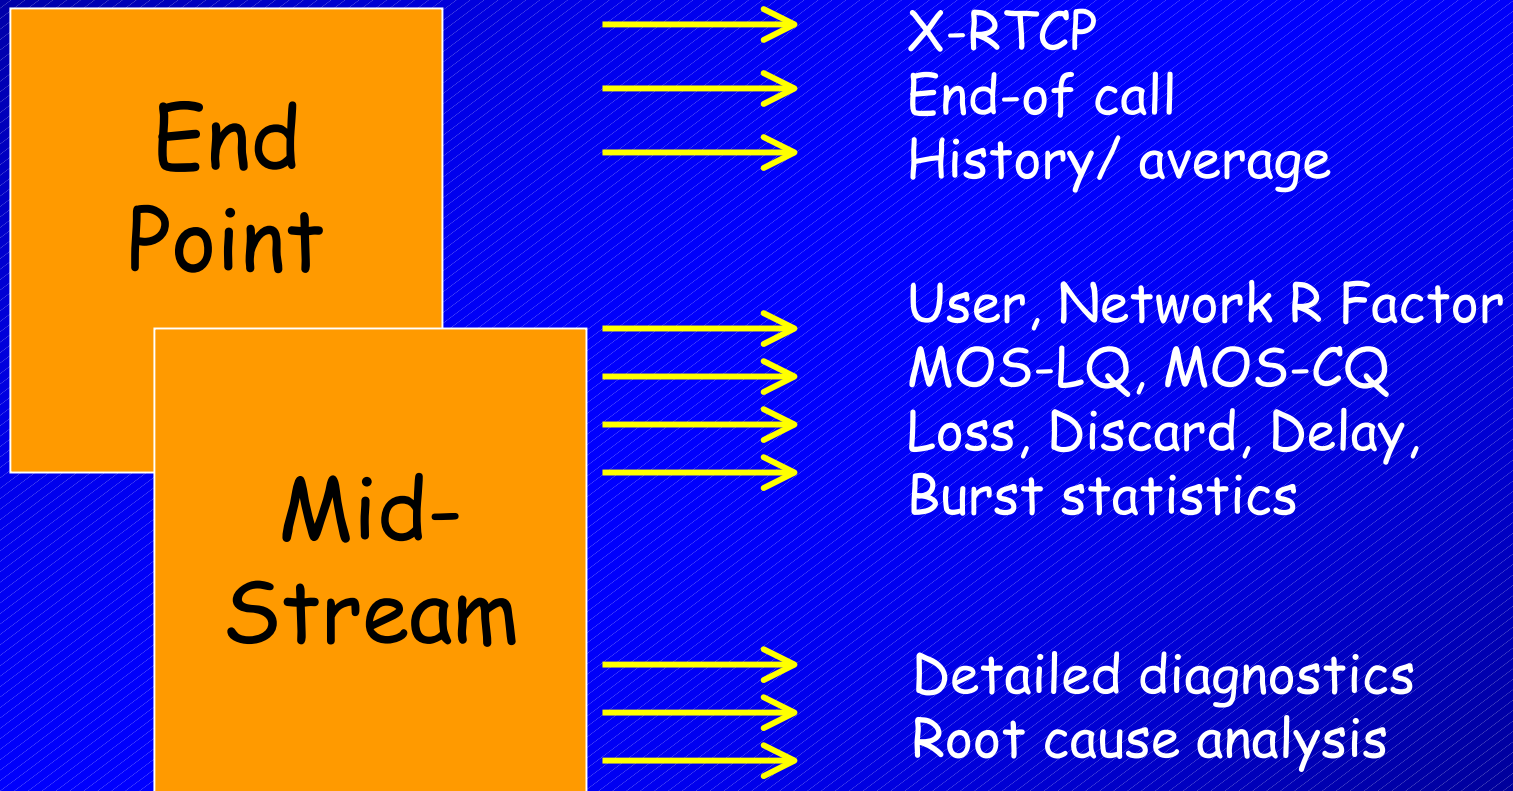 End
Point
Mid-
Stream
X-RTCP
End-of call
History/ average
User, Network R Factor
MOS-LQ, MOS-CQ
Loss, Discard, Delay,
Burst statistics
Detailed diagnostics
Root cause analysis